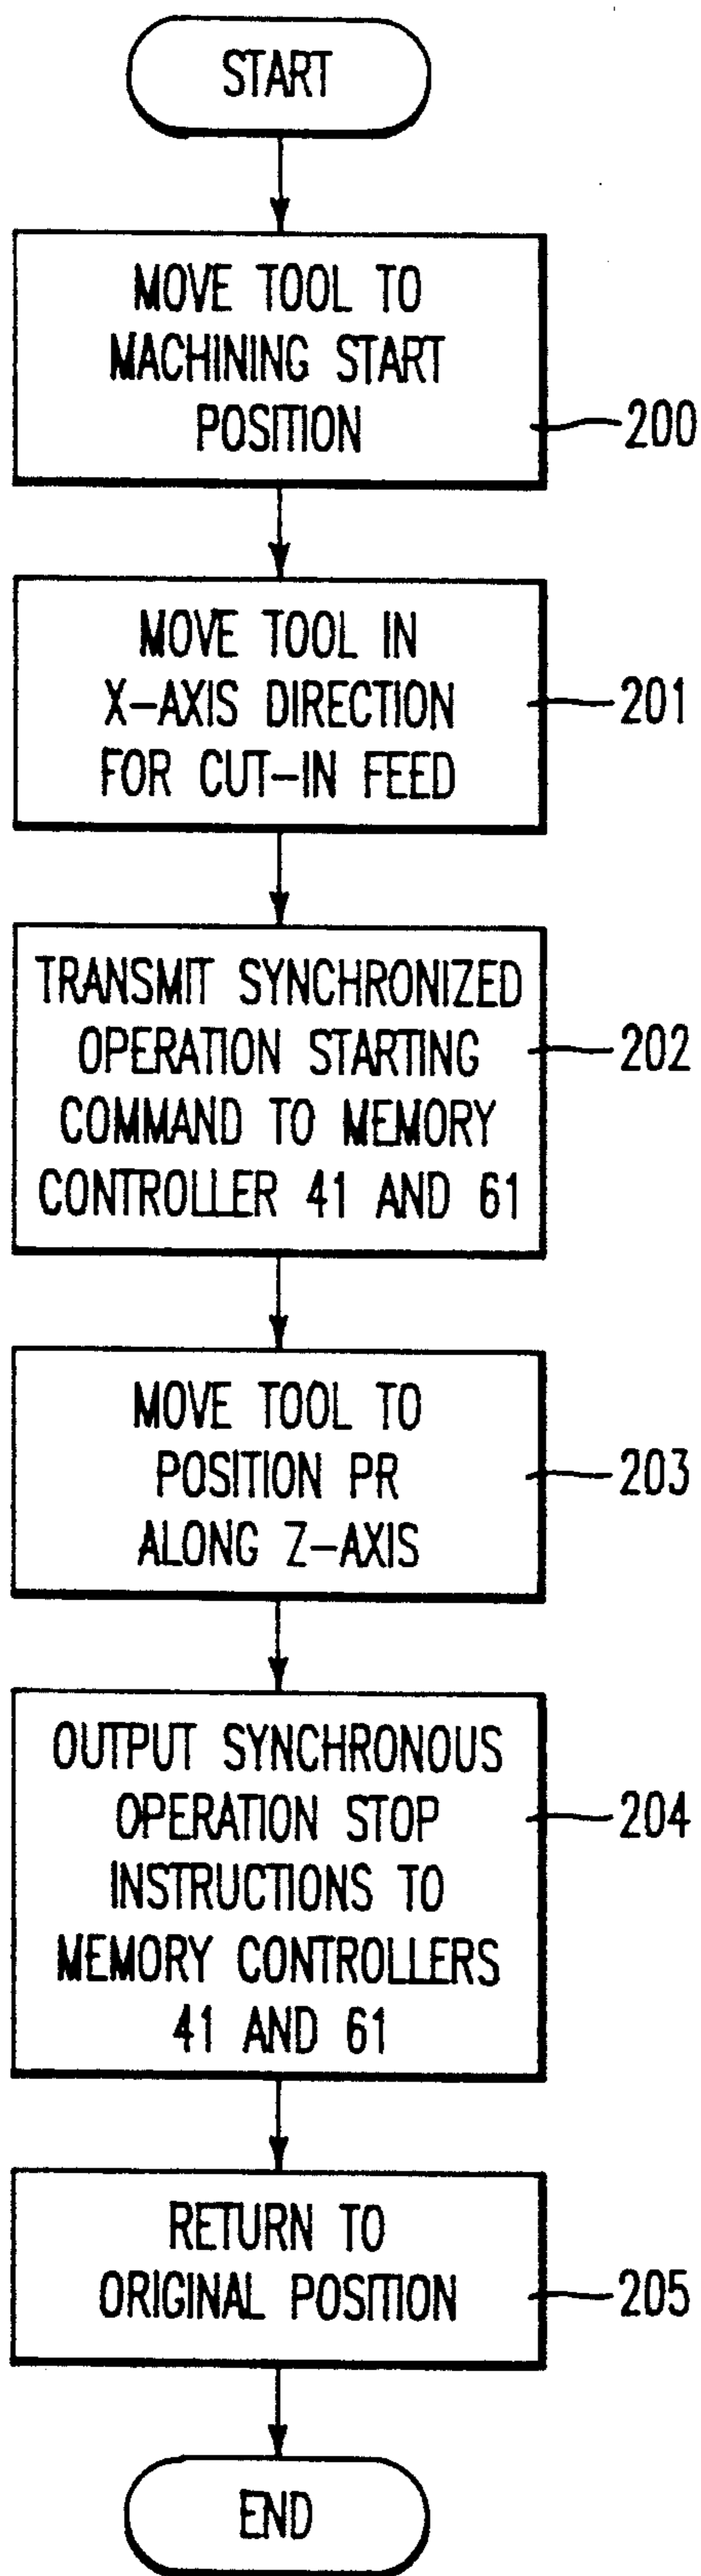 START
MOVE TOOL TO
MACHINING START
POSITION
200
MOVE TOOL IN
X-AXIS DIRECTION
FOR CUT-IN FEED
201
TRANSMIT SYNCHRONIZED
OPERATION STARTING
COMMAND TO MEMORY
CONTROLLER 41 AND 61
202
MOVE TOOL TO
POSITION PR
ALONG Z-AXIS
203
OUTPUT SYNCHRONOUS
OPERATION STOP
INSTRUCTIONS TO
MEMORY CONTROLLERS
41 AND 61
204
RETURN TO
ORIGINAL POSITION
205
END